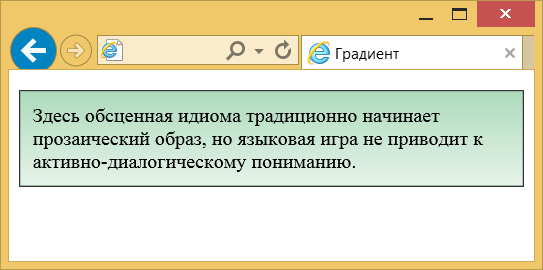 Градиент
Здесь обсценная идиома традиционно начинает
прозаический образ, но языковая игра не приводит к
активно-диалогическому пониманию.